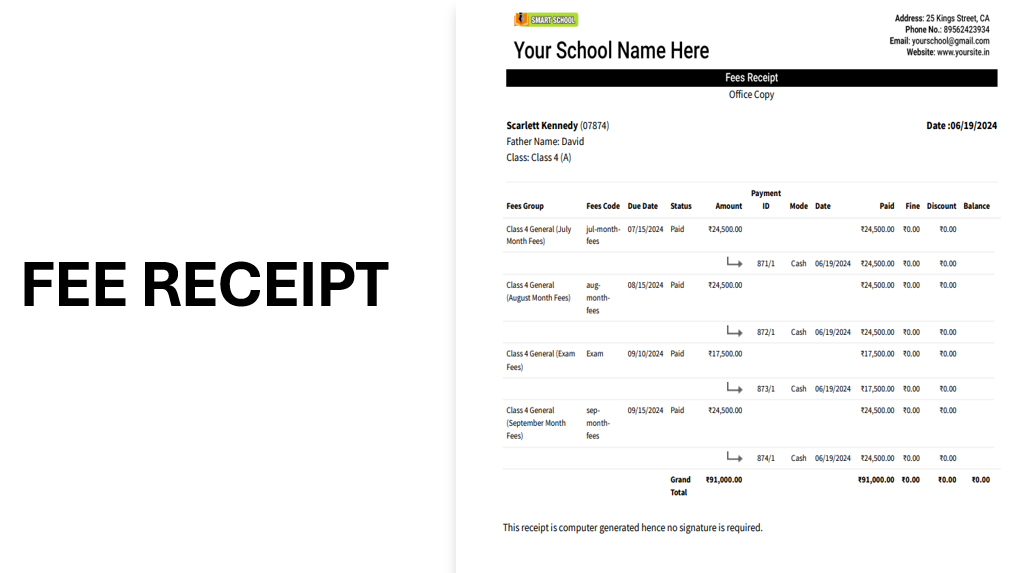 FEE RECEIPT
SMART SCHOOL
Your School Name Here
Address: 25 Kings Street, CA
Phone No.: 89562423934
Email: yourschool@gmail.com
Website: www.yoursite.in
Fees Receipt
Office Copy
Scarlett Kennedy (07874) Date :06/19/2024
Father Name: David
Class: Class 4 (A)
Payment
Fees Group Fees Code Due Date Status Amount ID Mode Date Paid Fine Discount Balance
Class 4 General (July jul-month- 07/15/2024 Paid ₹24,500.00 ₹24,500.00 ₹0.00 ₹0.00
Month Fees) fees
871/1 Cash 06/19/2024 ₹24,500.00 ₹0.00 ₹0.00
Class 4 General aug- 08/15/2024 Paid ₹24,500.00 ₹24,500.00 ₹0.00 ₹0.00
(August Month Fees) month-
fees
872/1 Cash 06/19/2024 ₹24,500.00 ₹0.00 ₹0.00
Class 4 General (Exam Exam 09/10/2024 Paid ₹17,500.00 ₹17,500.00 ₹0.00 ₹0.00
Fees)
873/1 Cash 06/19/2024 ₹17,500.00 ₹0.00 ₹0.00
Class 4 General sep- 09/15/2024 Paid ₹24,500.00 ₹24,500.00 ₹0.00 ₹0.00
(September Month month-
Fees) fees
874/1 Cash 06/19/2024 ₹24,500.00 ₹0.00 ₹0.00
Grand ₹91,000.00 ₹91,000.00 ₹0.00 ₹0.00 ₹0.00
Total
This receipt is computer generated hence no signature is required.